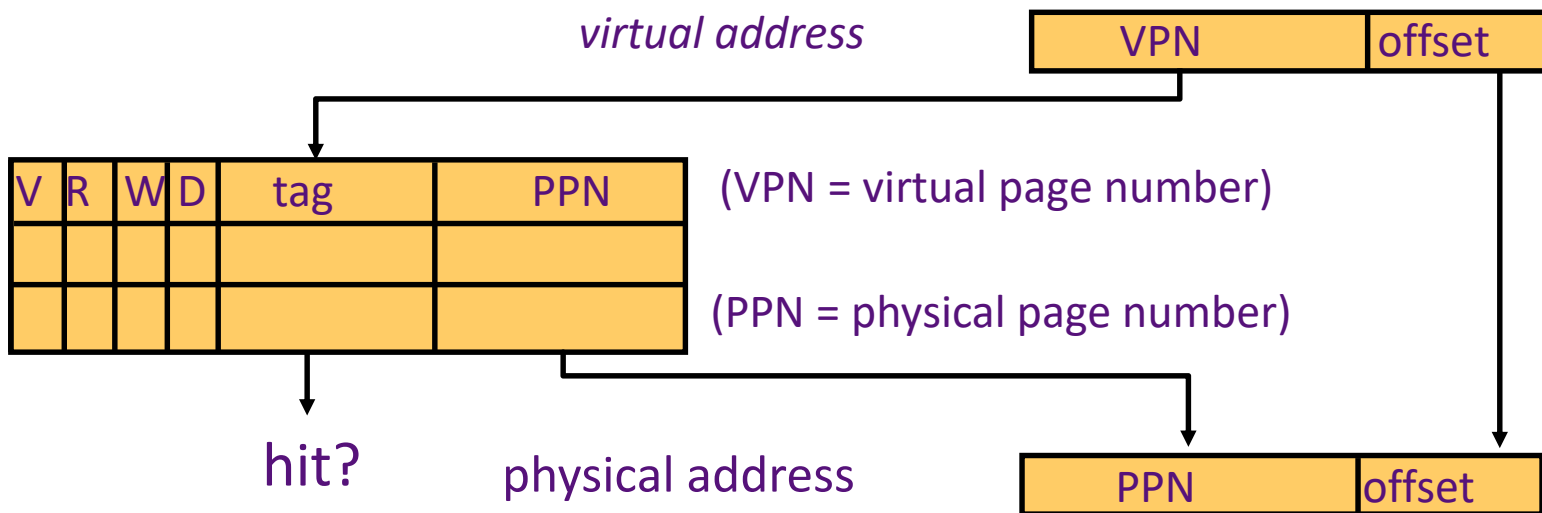 virtual address
VPN offset
V R W D tag PPN
(VPN = virtual page number)
(PPN = physical page number)
hit?
physical address
PPN offset